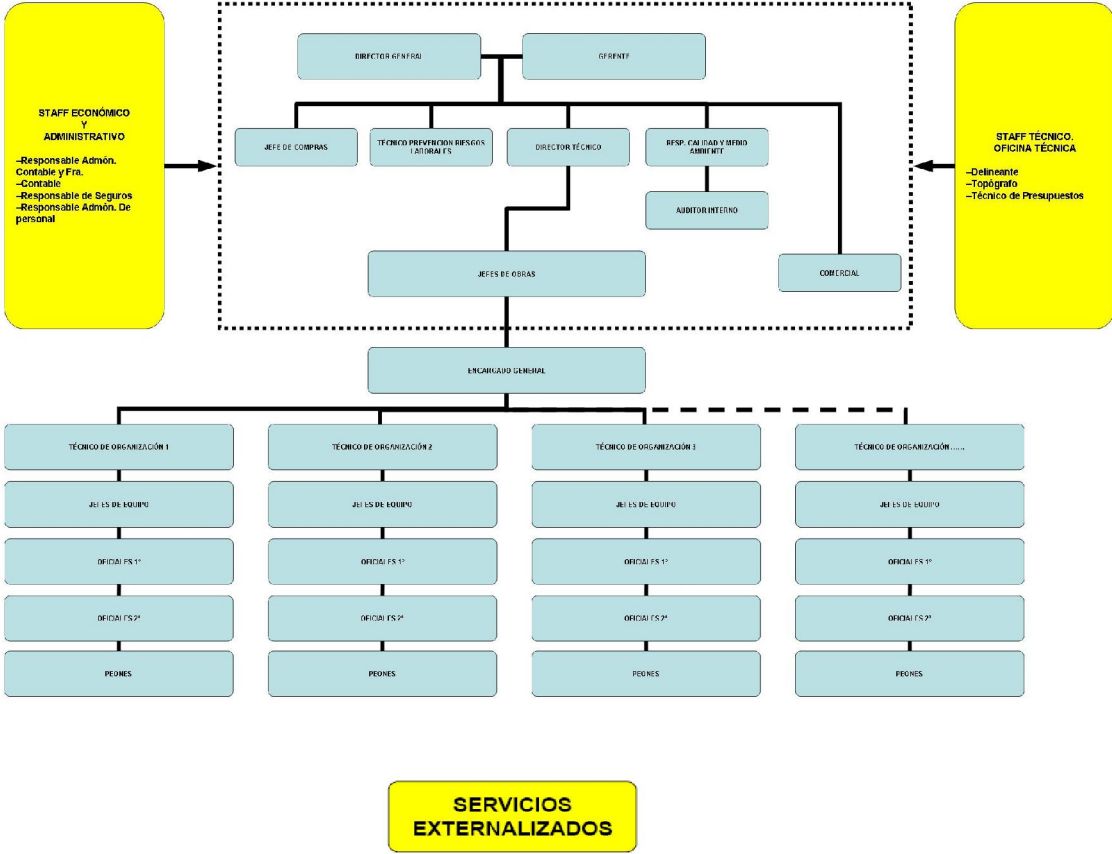 DIRECTOR GENERAL
GERENTE
STAFF ECONÓMICO
Y
ADMINISTRATIVO
–Responsable Admón.
Contable y Fra.
–Contable
–Responsable de Seguros
–Responsable Admón. De
personal
STAFF TÉCNICO.
OFICINA TÉCNICA
–Delineante
–Topógrafo
–Técnico de Presupuestos
JEFE DE COMPRAS
TÉCNICO PREVENCION RIESGOS
LABORALES
DIRECTOR TÉCNICO
RESP. CALIDAD Y MEDIO
AMBIENTE
AUDITOR INTERNO
JEFES DE OBRAS
COMERCIAL
ENCARGADO GENERAL
TÉCNICO DE ORGANIZACIÓN 1
TÉCNICO DE ORGANIZACIÓN 2
TÉCNICO DE ORGANIZACIÓN 3
TÉCNICO DE ORGANIZACIÓN ......
JEFES DE EQUIPO
JEFES DE EQUIPO
JEFES DE EQUIPO
JEFES DE EQUIPO
OFICIALES 1ª
OFICIALES 1ª
OFICIALES 1ª
OFICIALES 1ª
OFICIALES 2ª
OFICIALES 2ª
OFICIALES 2ª
OFICIALES 2ª
PEONES
PEONES
PEONES
PEONES
SERVICIOS
EXTERNALIZADOS